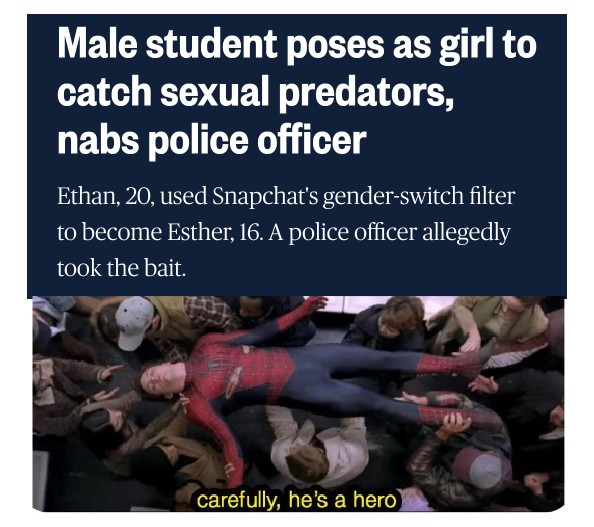 Male student poses as girl to
catch sexual predators,
nabs police officer
Ethan, 20, used Snapchat's gender-switch filter
to become Esther, 16. A police officer allegedly
took the bait.
carefully, he's a hero